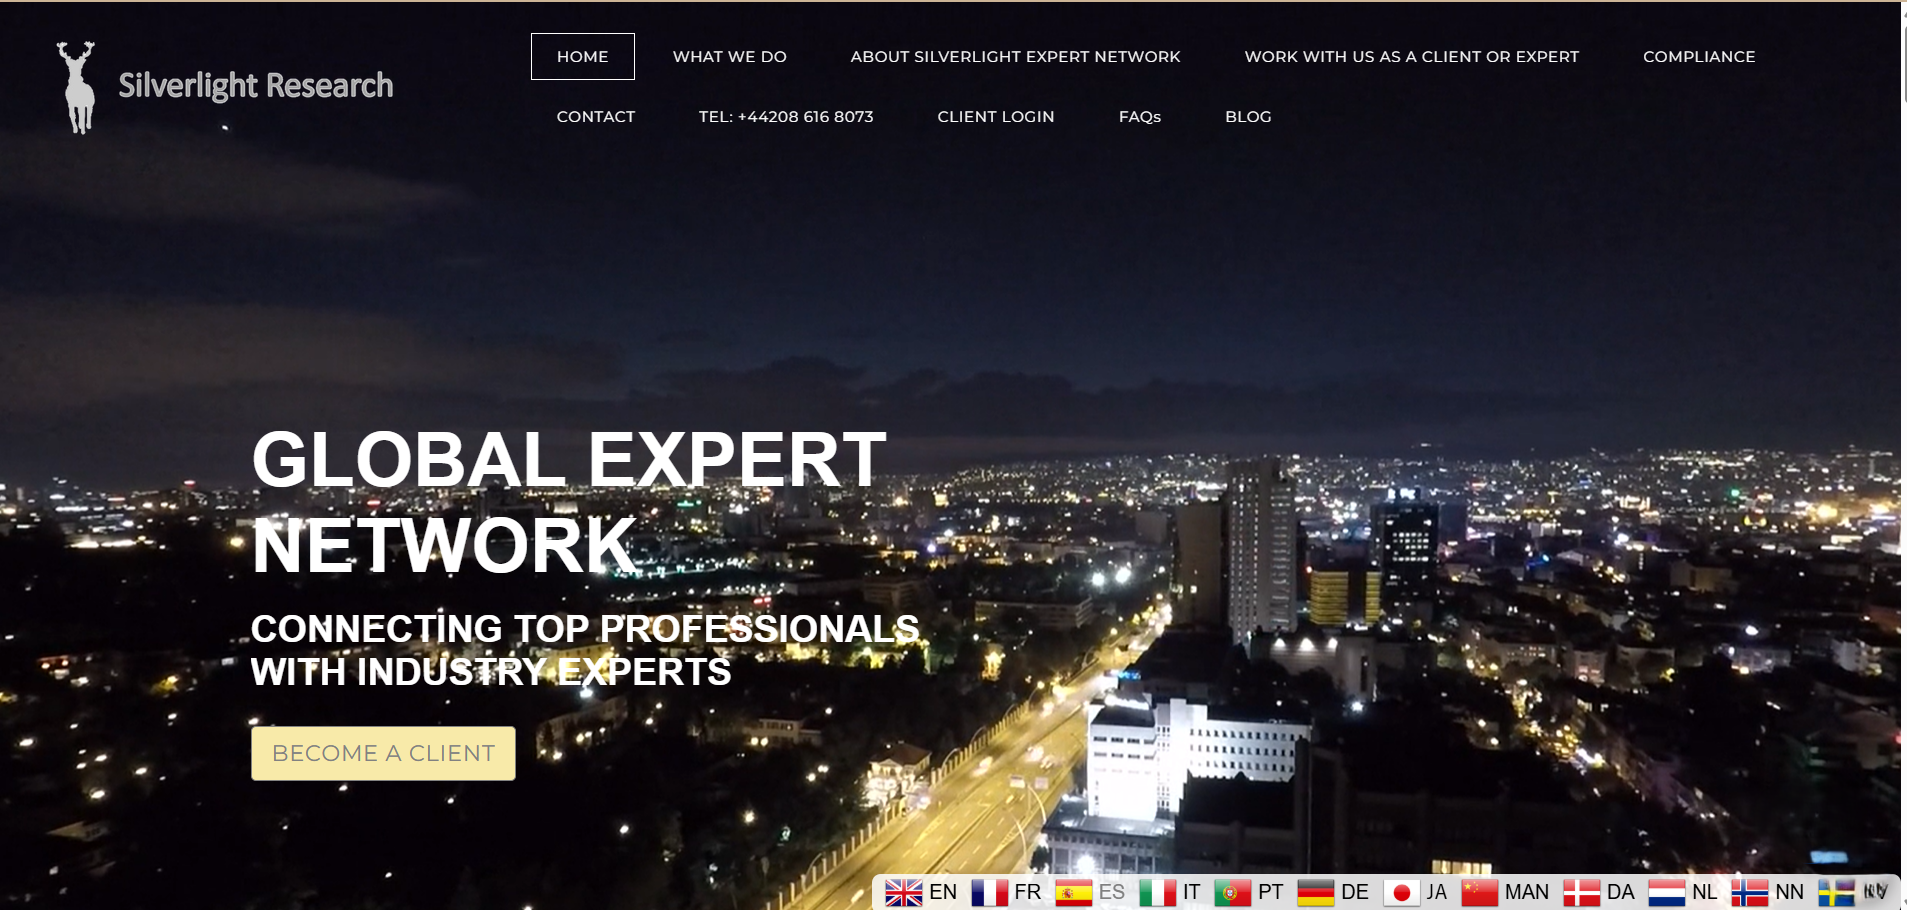 Silverlight Research
HOME WHAT WE DO ABOUT SILVERLIGHT EXPERT NETWORK WORK WITH US AS A CLIENT OR EXPERT COMPLIANCE
CONTACT TEL: +44208 616 8073 CLIENT LOGIN FAQs BLOG
GLOBAL EXPERT
NETWORK
CONNECTING TOP PROFESSIONALS
WITH INDUSTRY EXPERTS
BECOME A CLIENT
EN FR ES IT PT DE JA MAN DA NL NN